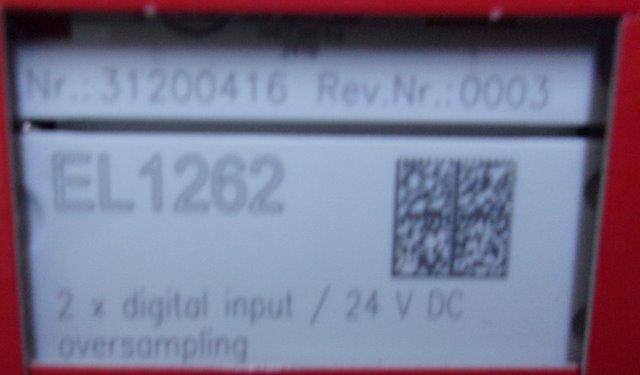 Nr.:31200416 Rev.Nr.:0003
EL1262
2 x digital input / 24 V DC
oversampling